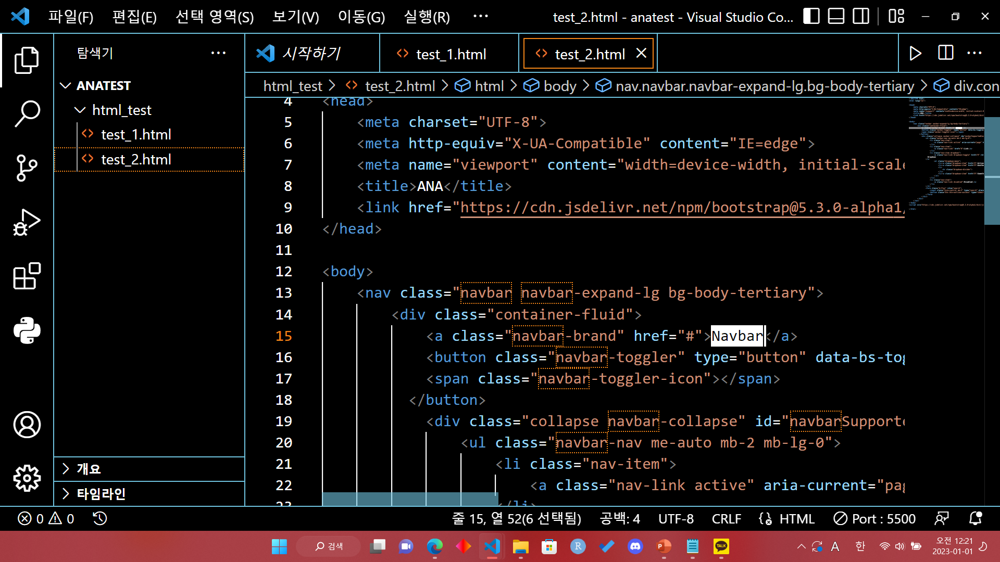 파일(F) 편집(E) 선택 영역(S) 보기(V) 이동(G) 실행(R) ··· test_2.html - anatest - Visual Studio Co...
탐색기 ···
시작하기 test_1.html test_2.html
html_test > test_2.html > html > body > nav.navbar.navbar-expand-lg.bg-body-tertiary > div.con
ANATEST
html_test
test_1.html
test_2.html
개요
타임라인
4 <head>
5 <meta charset="UTF-8">
6 <meta http-equiv="X-UA-Compatible" content="IE=edge">
7 <meta name="viewport" content="width=device-width, initial-scale
8 <title>ANA</title>
9 <link href="https://cdn.jsdelivr.net/npm/bootstrap@5.3.0-alpha1/
10 </head>
11
12 <body>
13 <nav class="navbar navbar-expand-lg bg-body-tertiary">
14 <div class="container-fluid">
15 <a class="navbar-brand" href="#">Navbar</a>
16 <button class="navbar-toggler" type="button" data-bs-tog
17 <span class="navbar-toggler-icon"></span>
18 </button>
19 <div class="collapse navbar-collapse" id="navbarSupporte
20 <ul class="navbar-nav me-auto mb-2 mb-lg-0">
21 <li class="nav-item">
22 <a class="nav-link active" aria-current="pag
23 </li>
0 0 줄 15, 열 52(6 선택됨) 공백: 4 UTF-8 CRLF HTML Port : 5500
검색 A 한 오전 12:21
2023-01-01